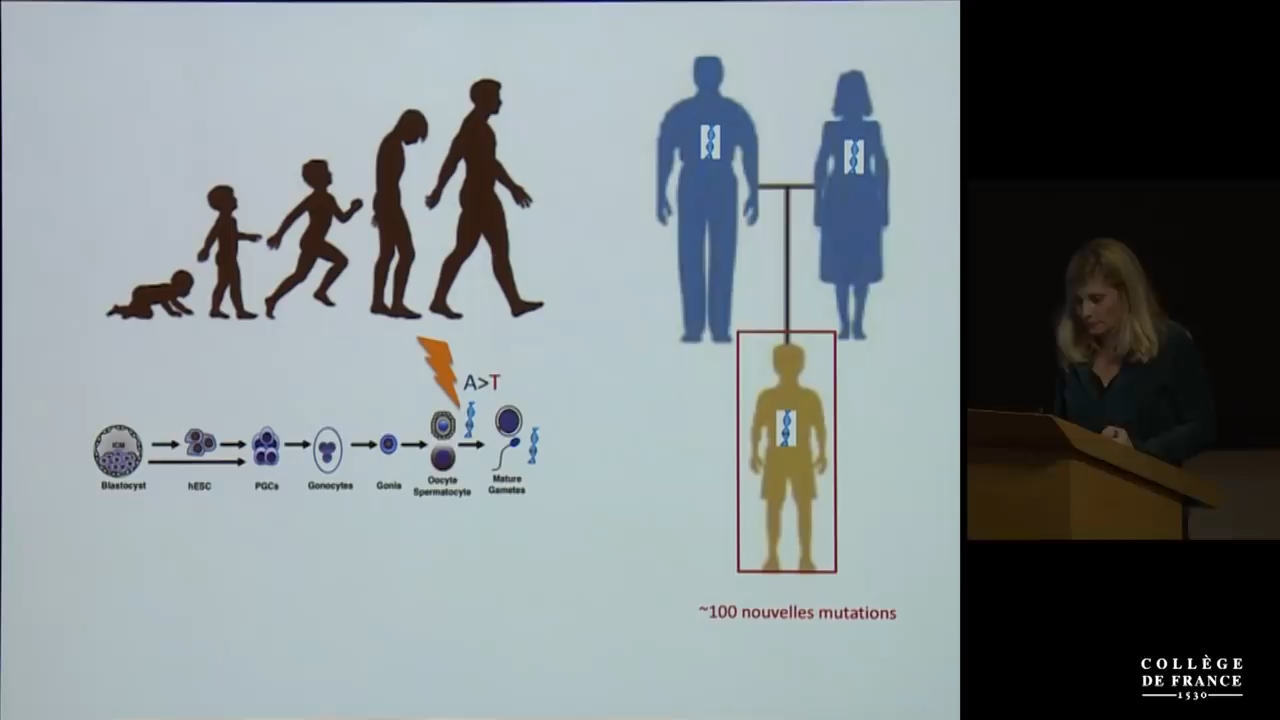 A>T
ICM
Blastocyst
hESC
PGCs
Gonocytes
Gonia
Oocyte
Spermatocyte
Mature
Gametes
~100 nouvelles mutations
COLLÈGE
DE FRANCE
1530